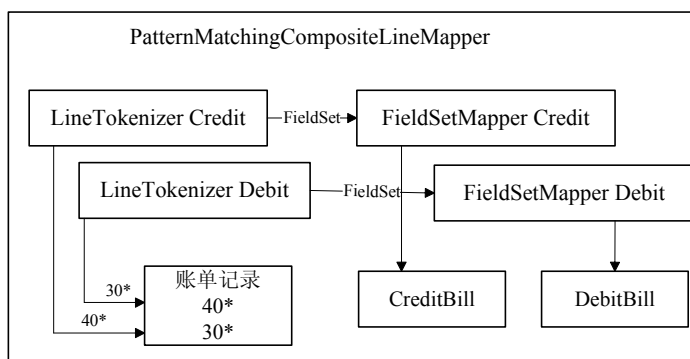 PatternMatchingCompositeLineMapper
LineTokenizer Credit
FieldSet
FieldSetMapper Credit
LineTokenizer Debit
FieldSet
FieldSetMapper Debit
30*
40*
账单记录
40*
30*
CreditBill
DebitBill